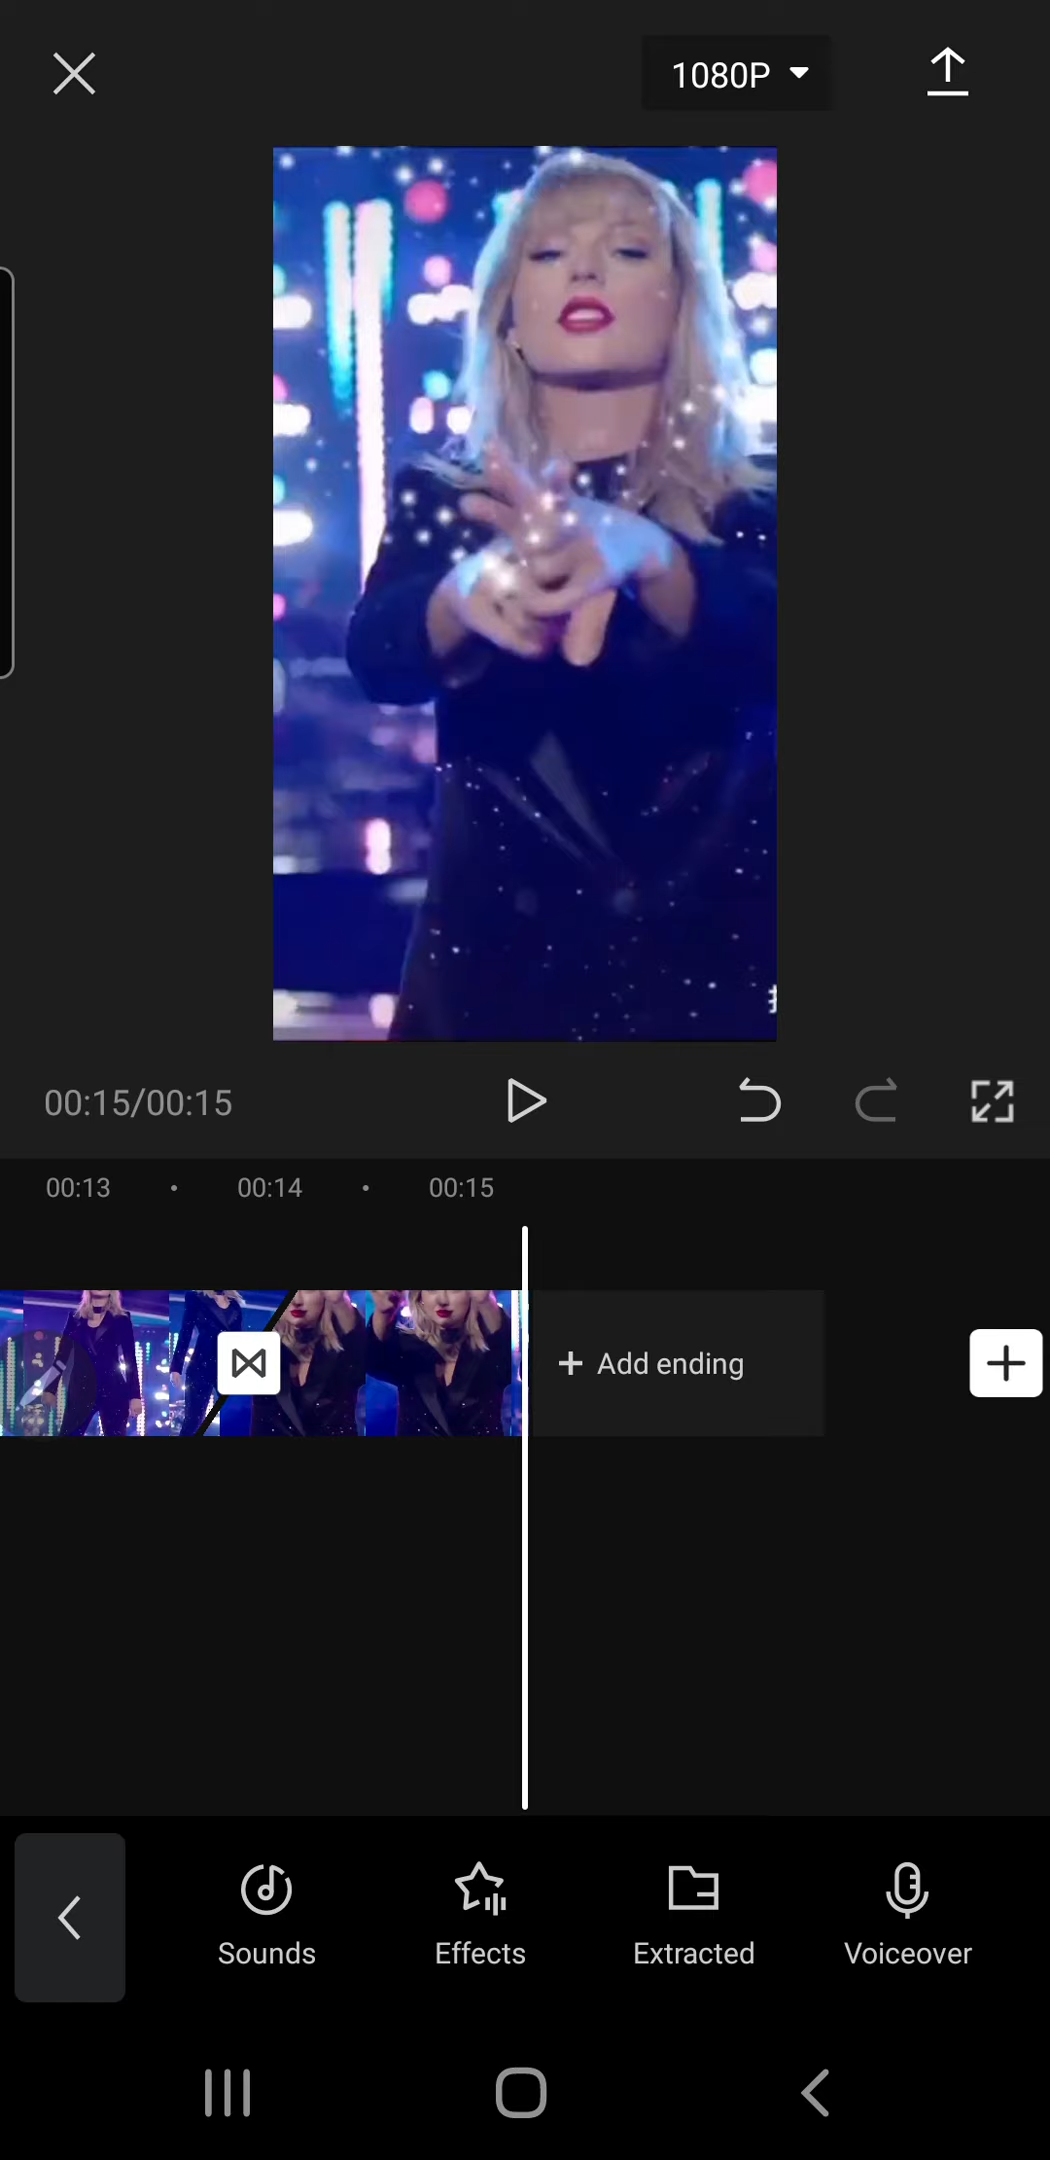 1080P
00:15/00:15
00:13
00:14
00:15
+ Add ending
Sounds
Effects
Extracted
Voiceover